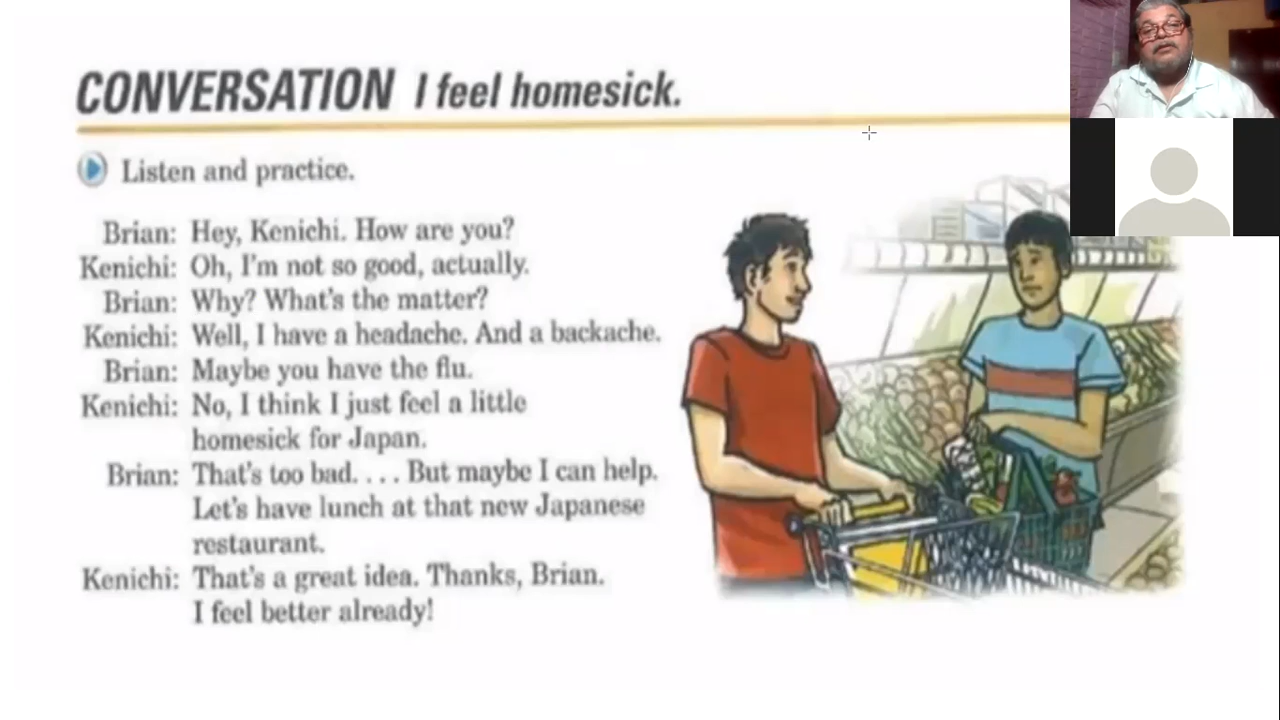 CONVERSATION I feel homesick.
Listen and practice.
Brian: Hey, Kenichi. How are you?
Kenichi: Oh, I'm not so good, actually.
Brian: Why? What's the matter?
Kenichi: Well, I have a headache. And a backache.
Brian: Maybe you have the flu.
Kenichi: No, I think I just feel a little
homesick for Japan.
Brian: That's too bad. . . . But maybe I can help.
Let's have lunch at that new Japanese
restaurant.
Kenichi: That's a great idea. Thanks, Brian.
I feel better already!